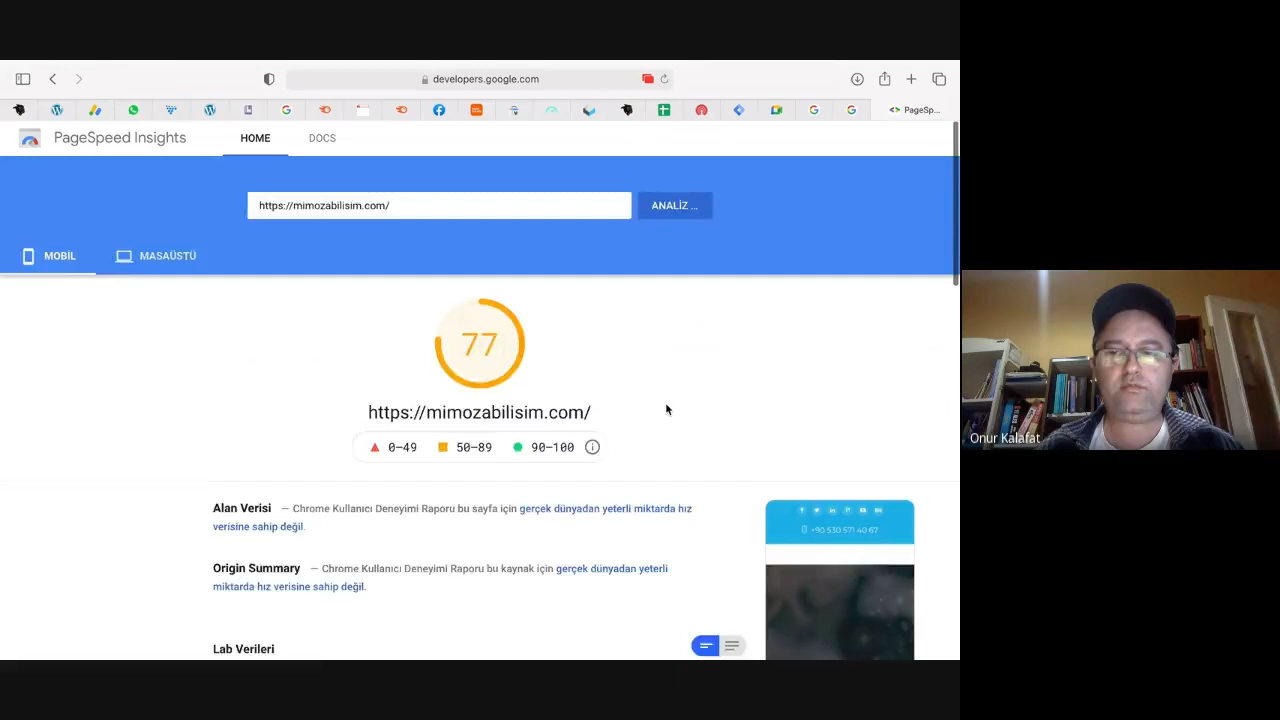 developers.google.com
PageSp...
PageSpeed Insights
HOME
DOCS
https://mimozabilisim.com/
ANALİZ ...
MOBİL
MASAÜSTÜ
77
https://mimozabilisim.com/
0–49
50–89
90–100
Alan Verisi — Chrome Kullanıcı Deneyimi Raporu bu sayfa için gerçek dünyadan yeterli miktarda hız
verisine sahip değil.
+90 530 571 40 67
Origin Summary — Chrome Kullanıcı Deneyimi Raporu bu kaynak için gerçek dünyadan yeterli
miktarda hız verisine sahip değil.
Lab Verileri
Onur Kalafat